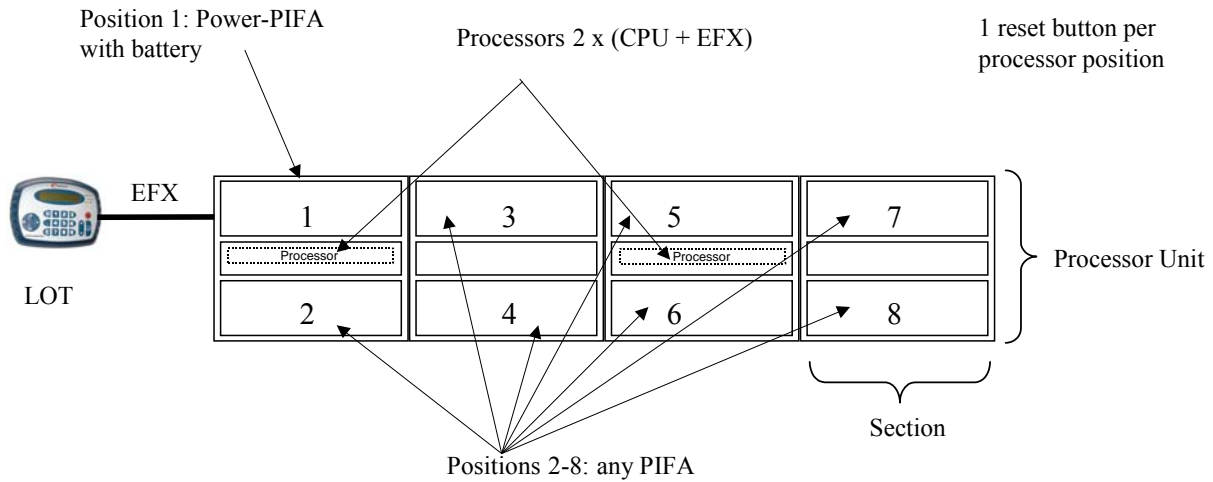 Position 1: Power-PIFA
with battery
Processors 2 x (CPU + EFX)
1 reset button per
processor position
EFX
LOT
1
3
5
7
Processor
Processor
2
4
6
8
Processor Unit
Section
Positions 2-8: any PIFA